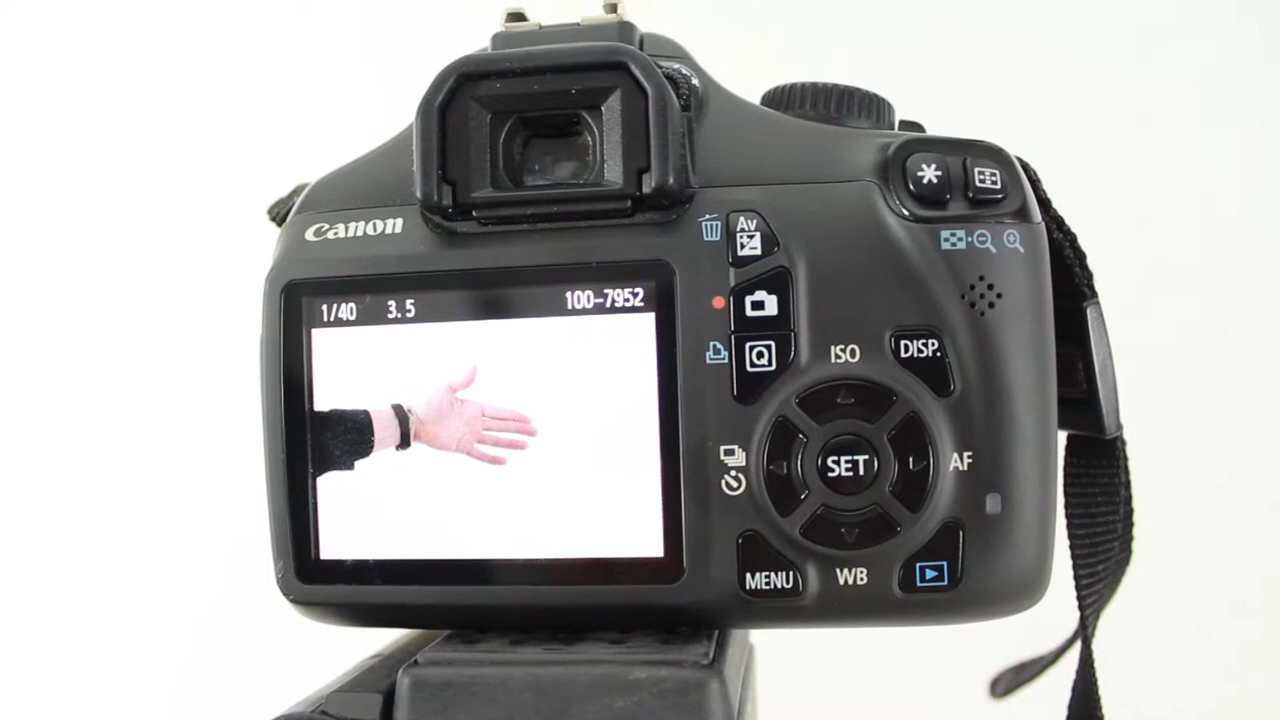 Canon
Av
1/40 3.5 100-7952
Q
ISO
DISP.
SET
AF
MENU
WB